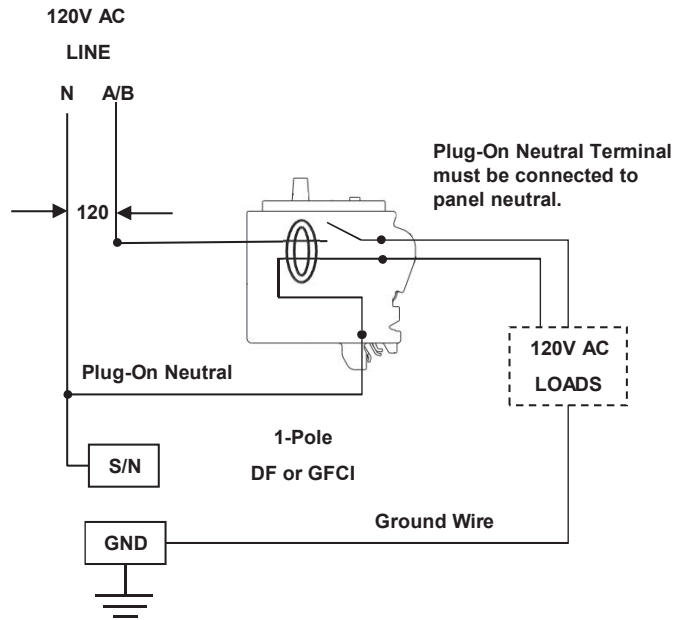 120V AC
LINE
N A/B
Plug-On Neutral Terminal
must be connected to
panel neutral.
120
120V AC
LOADS
Plug-On Neutral
1-Pole
DF or GFCI
S/N
Ground Wire
GND